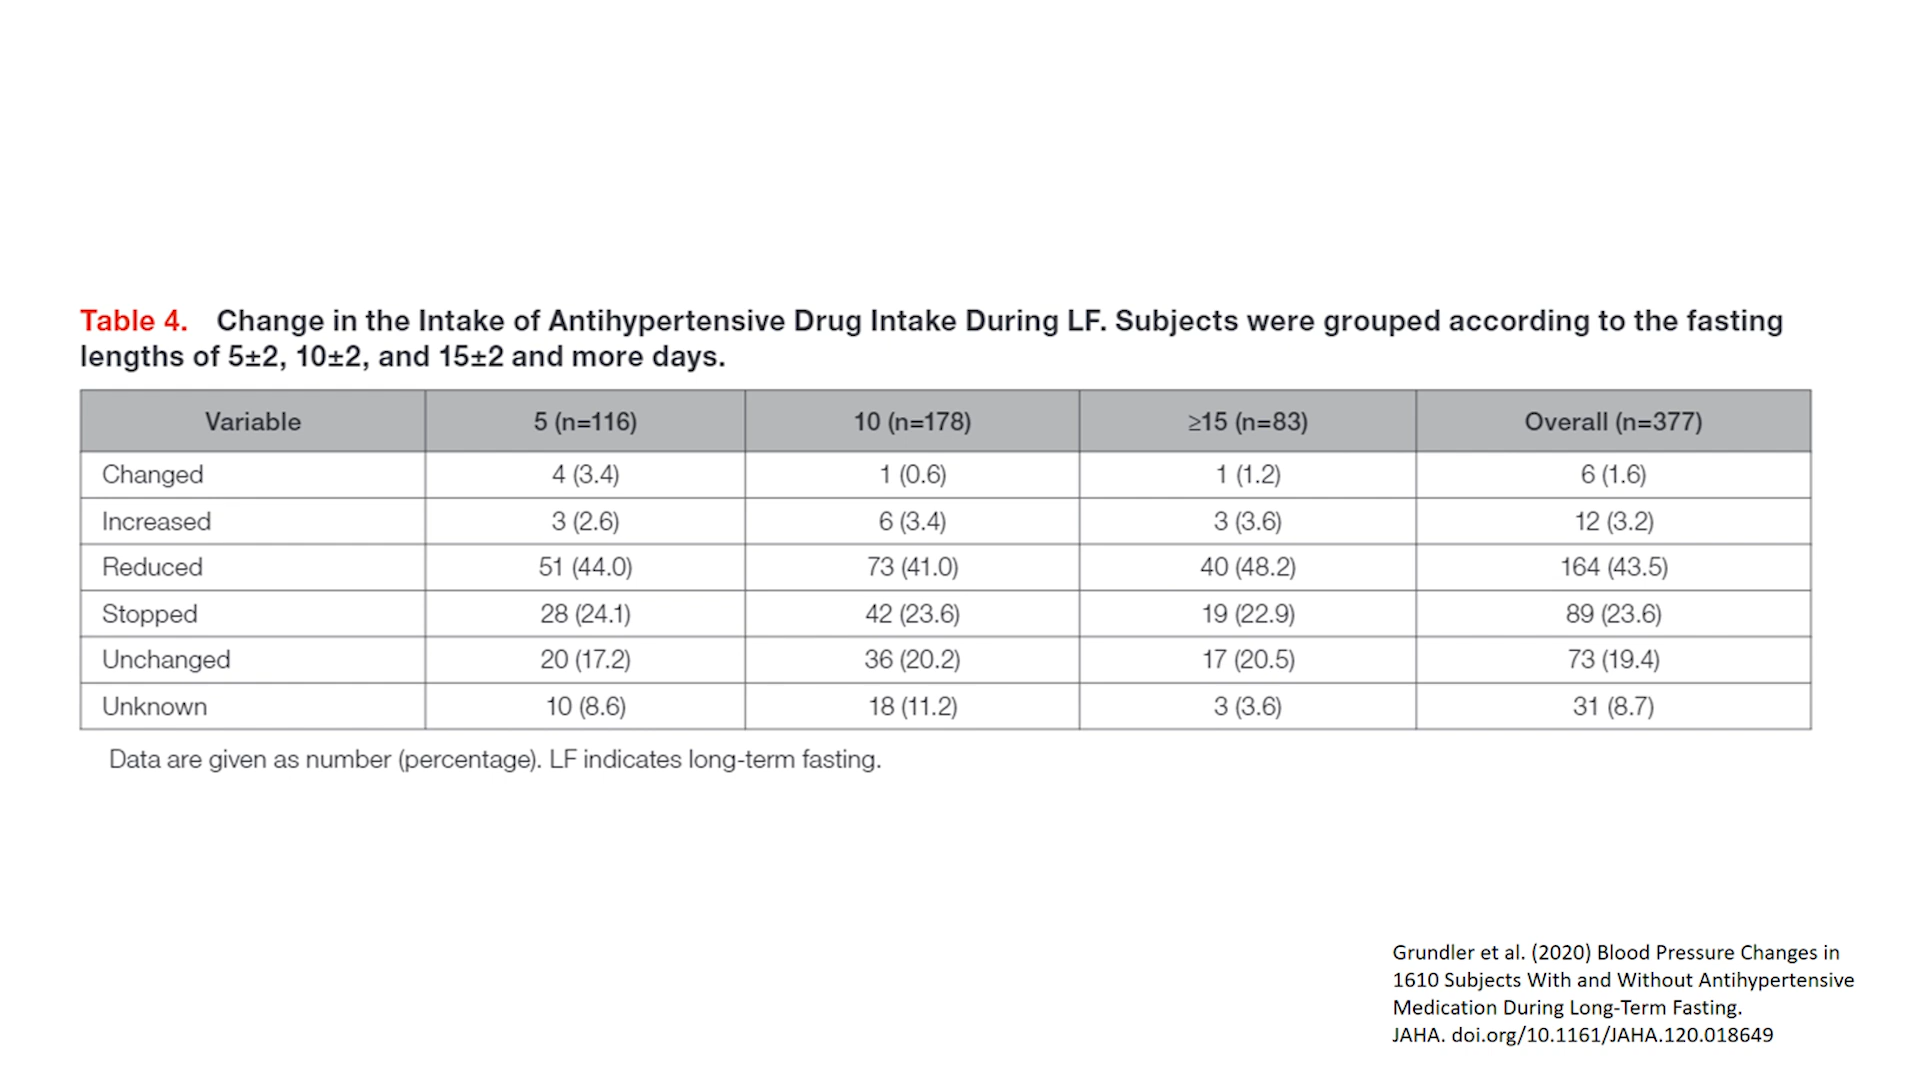 Table 4. Change in the Intake of Antihypertensive Drug Intake During LF. Subjects were grouped according to the fasting
lengths of 5±2, 10±2, and 15±2 and more days.
Variable 5 (n=116) 10 (n=178) ≥15 (n=83) Overall (n=377)
Changed 4 (3.4) 1 (0.6) 1 (1.2) 6 (1.6)
Increased 3 (2.6) 6 (3.4) 3 (3.6) 12 (3.2)
Reduced 51 (44.0) 73 (41.0) 40 (48.2) 164 (43.5)
Stopped 28 (24.1) 42 (23.6) 19 (22.9) 89 (23.6)
Unchanged 20 (17.2) 36 (20.2) 17 (20.5) 73 (19.4)
Unknown 10 (8.6) 18 (11.2) 3 (3.6) 31 (8.7)
Data are given as number (percentage). LF indicates long-term fasting.
Grundler et al. (2020) Blood Pressure Changes in
1610 Subjects With and Without Antihypertensive
Medication During Long-Term Fasting.
JAHA. doi.org/10.1161/JAHA.120.018649